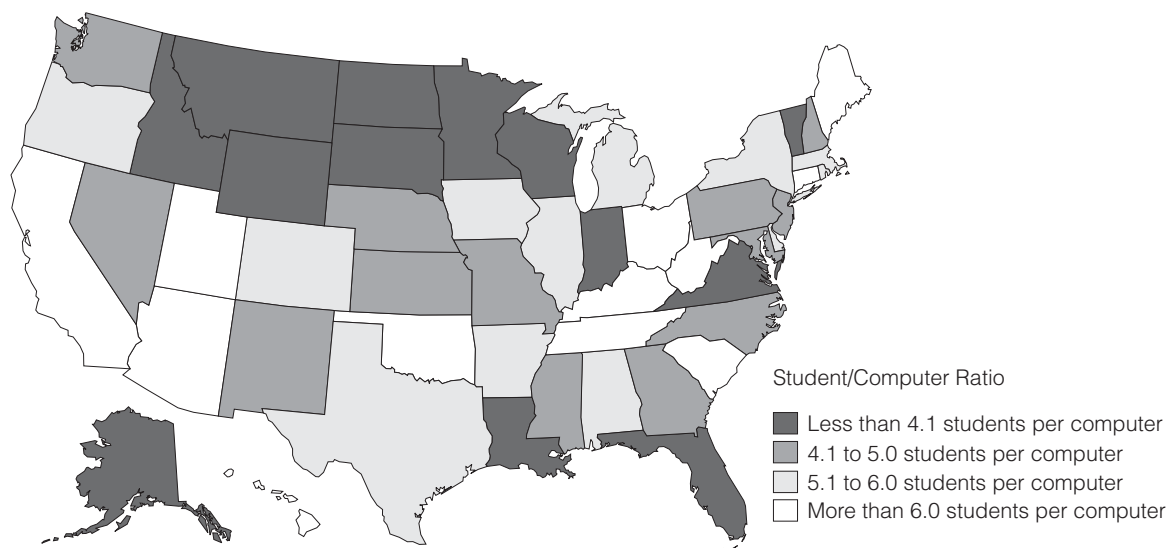 Student/Computer Ratio
Less than 4.1 students per computer
4.1 to 5.0 students per computer
5.1 to 6.0 students per computer
More than 6.0 students per computer